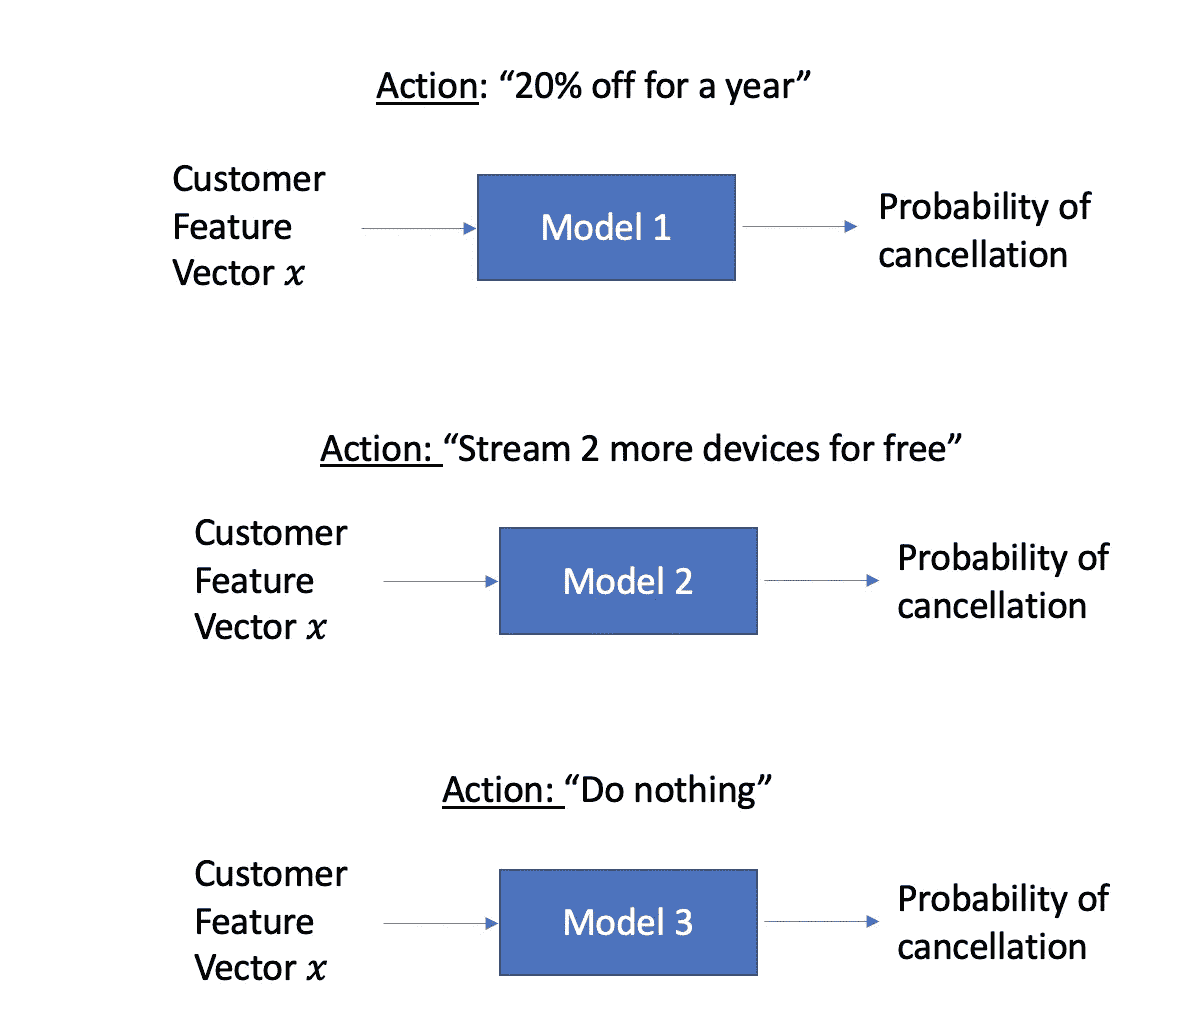 Action: “20% off for a year”
Customer
Feature
Vector x
Model 1
Probability of
cancellation
Action: “Stream 2 more devices for free”
Customer
Feature
Vector x
Model 2
Probability of
cancellation
Action: “Do nothing”
Customer
Feature
Vector x
Model 3
Probability of
cancellation